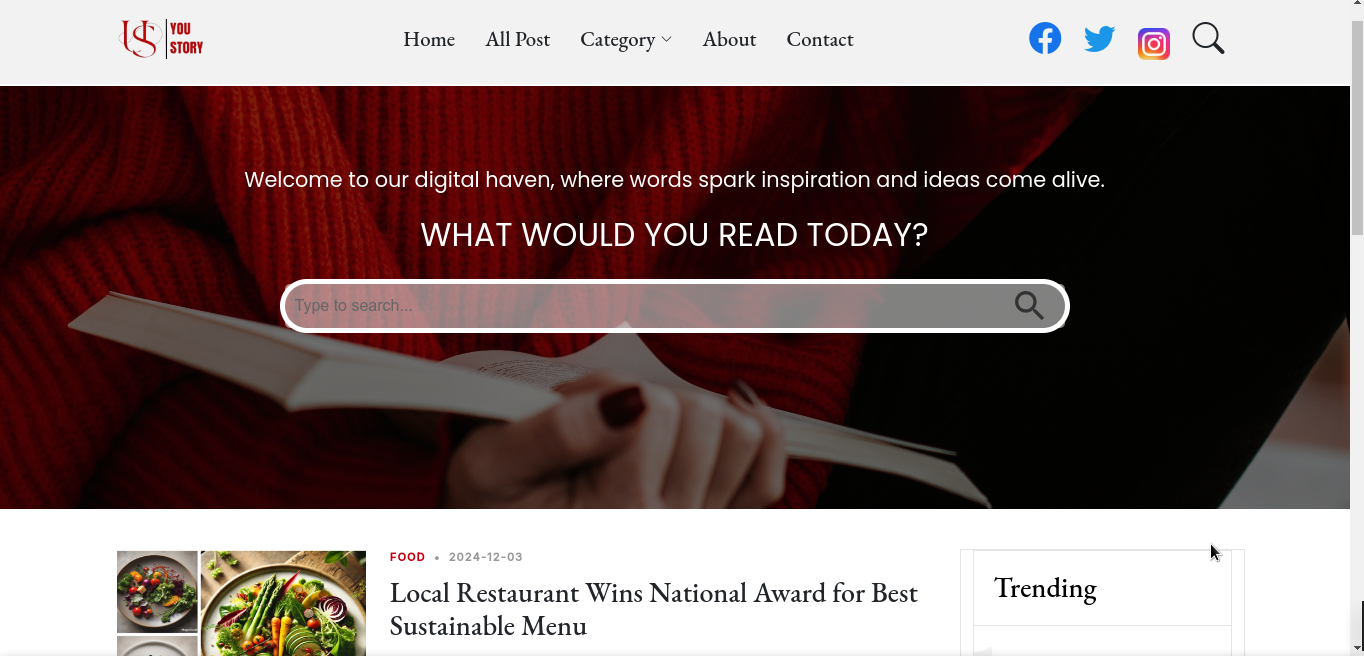 US YOU
STORY
Home All Post Category About Contact
Welcome to our digital haven, where words spark inspiration and ideas come alive.
WHAT WOULD YOU READ TODAY?
Type to search...
FOOD • 2024-12-03
Local Restaurant Wins National Award for Best
Sustainable Menu
Trending